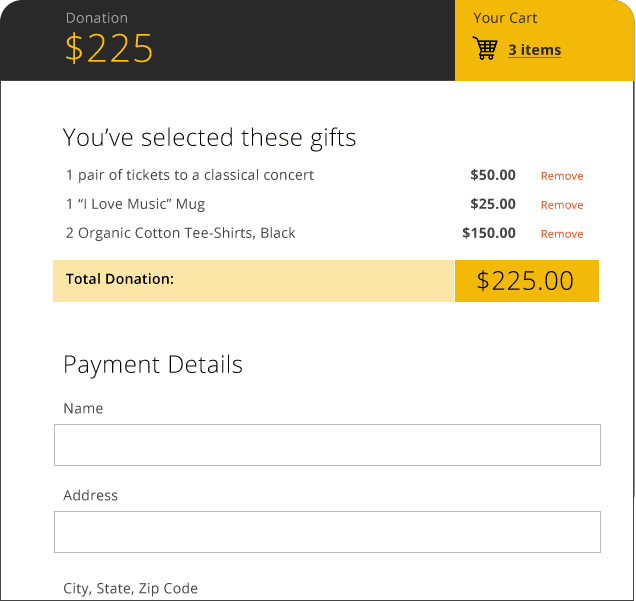 Donation
$225
Your Cart
3 items
You’ve selected these gifts
1 pair of tickets to a classical concert $50.00 Remove
1 “I Love Music” Mug $25.00 Remove
2 Organic Cotton Tee-Shirts, Black $150.00 Remove
Total Donation: $225.00
Payment Details
Name
Address
City, State, Zip Code